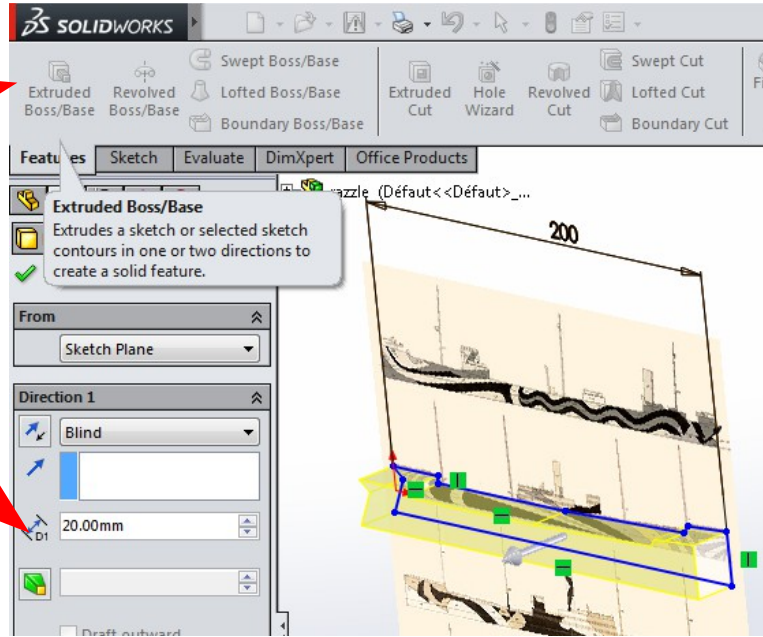 SOLIDWORKS
Swept Boss/Base
Swept Cut
Extruded Boss/Base
Revolved Boss/Base
Lofted Boss/Base
Extruded Cut
Hole Wizard
Revolved Cut
Lofted Cut
Boundary Boss/Base
Boundary Cut
Features Sketch Evaluate DimXpert Office Products
razzle (Défaut<<Défaut>_...
Extruded Boss/Base
Extrudes a sketch or selected sketch
contours in one or two directions to
create a solid feature.
200
From
Sketch Plane
Direction 1
Blind
D1
20.00mm
Draft outward